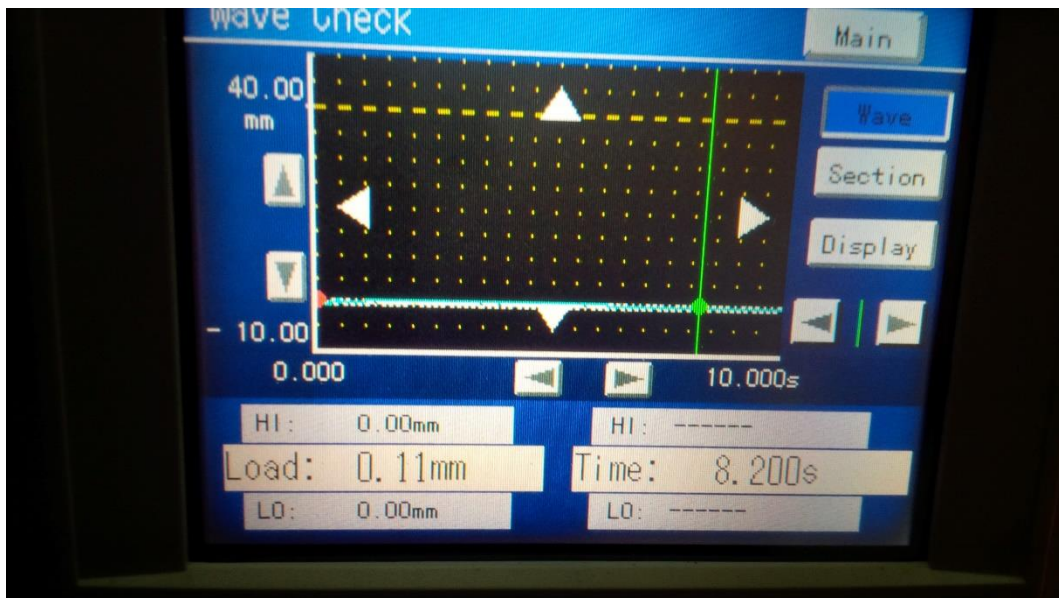 Wave Check
Main
40.00
mm
Wave
Section
Display
- 10.00
0.000
10.000s
HI: 0.00mm
HI: ------
Load: 0.11mm
Time: 8.200s
LO: 0.00mm
LO: ------